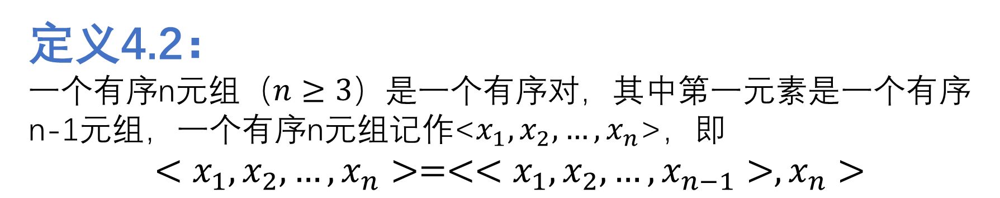 定义4.2：
一个有序n元组（n ≥ 3）是一个有序对，其中第一元素是一个有序
n-1元组，一个有序n元组记作<x₁, x₂, … , xₙ>，即
< x₁, x₂, … , xₙ >=<< x₁, x₂, … , xₙ₋₁ >, xₙ >